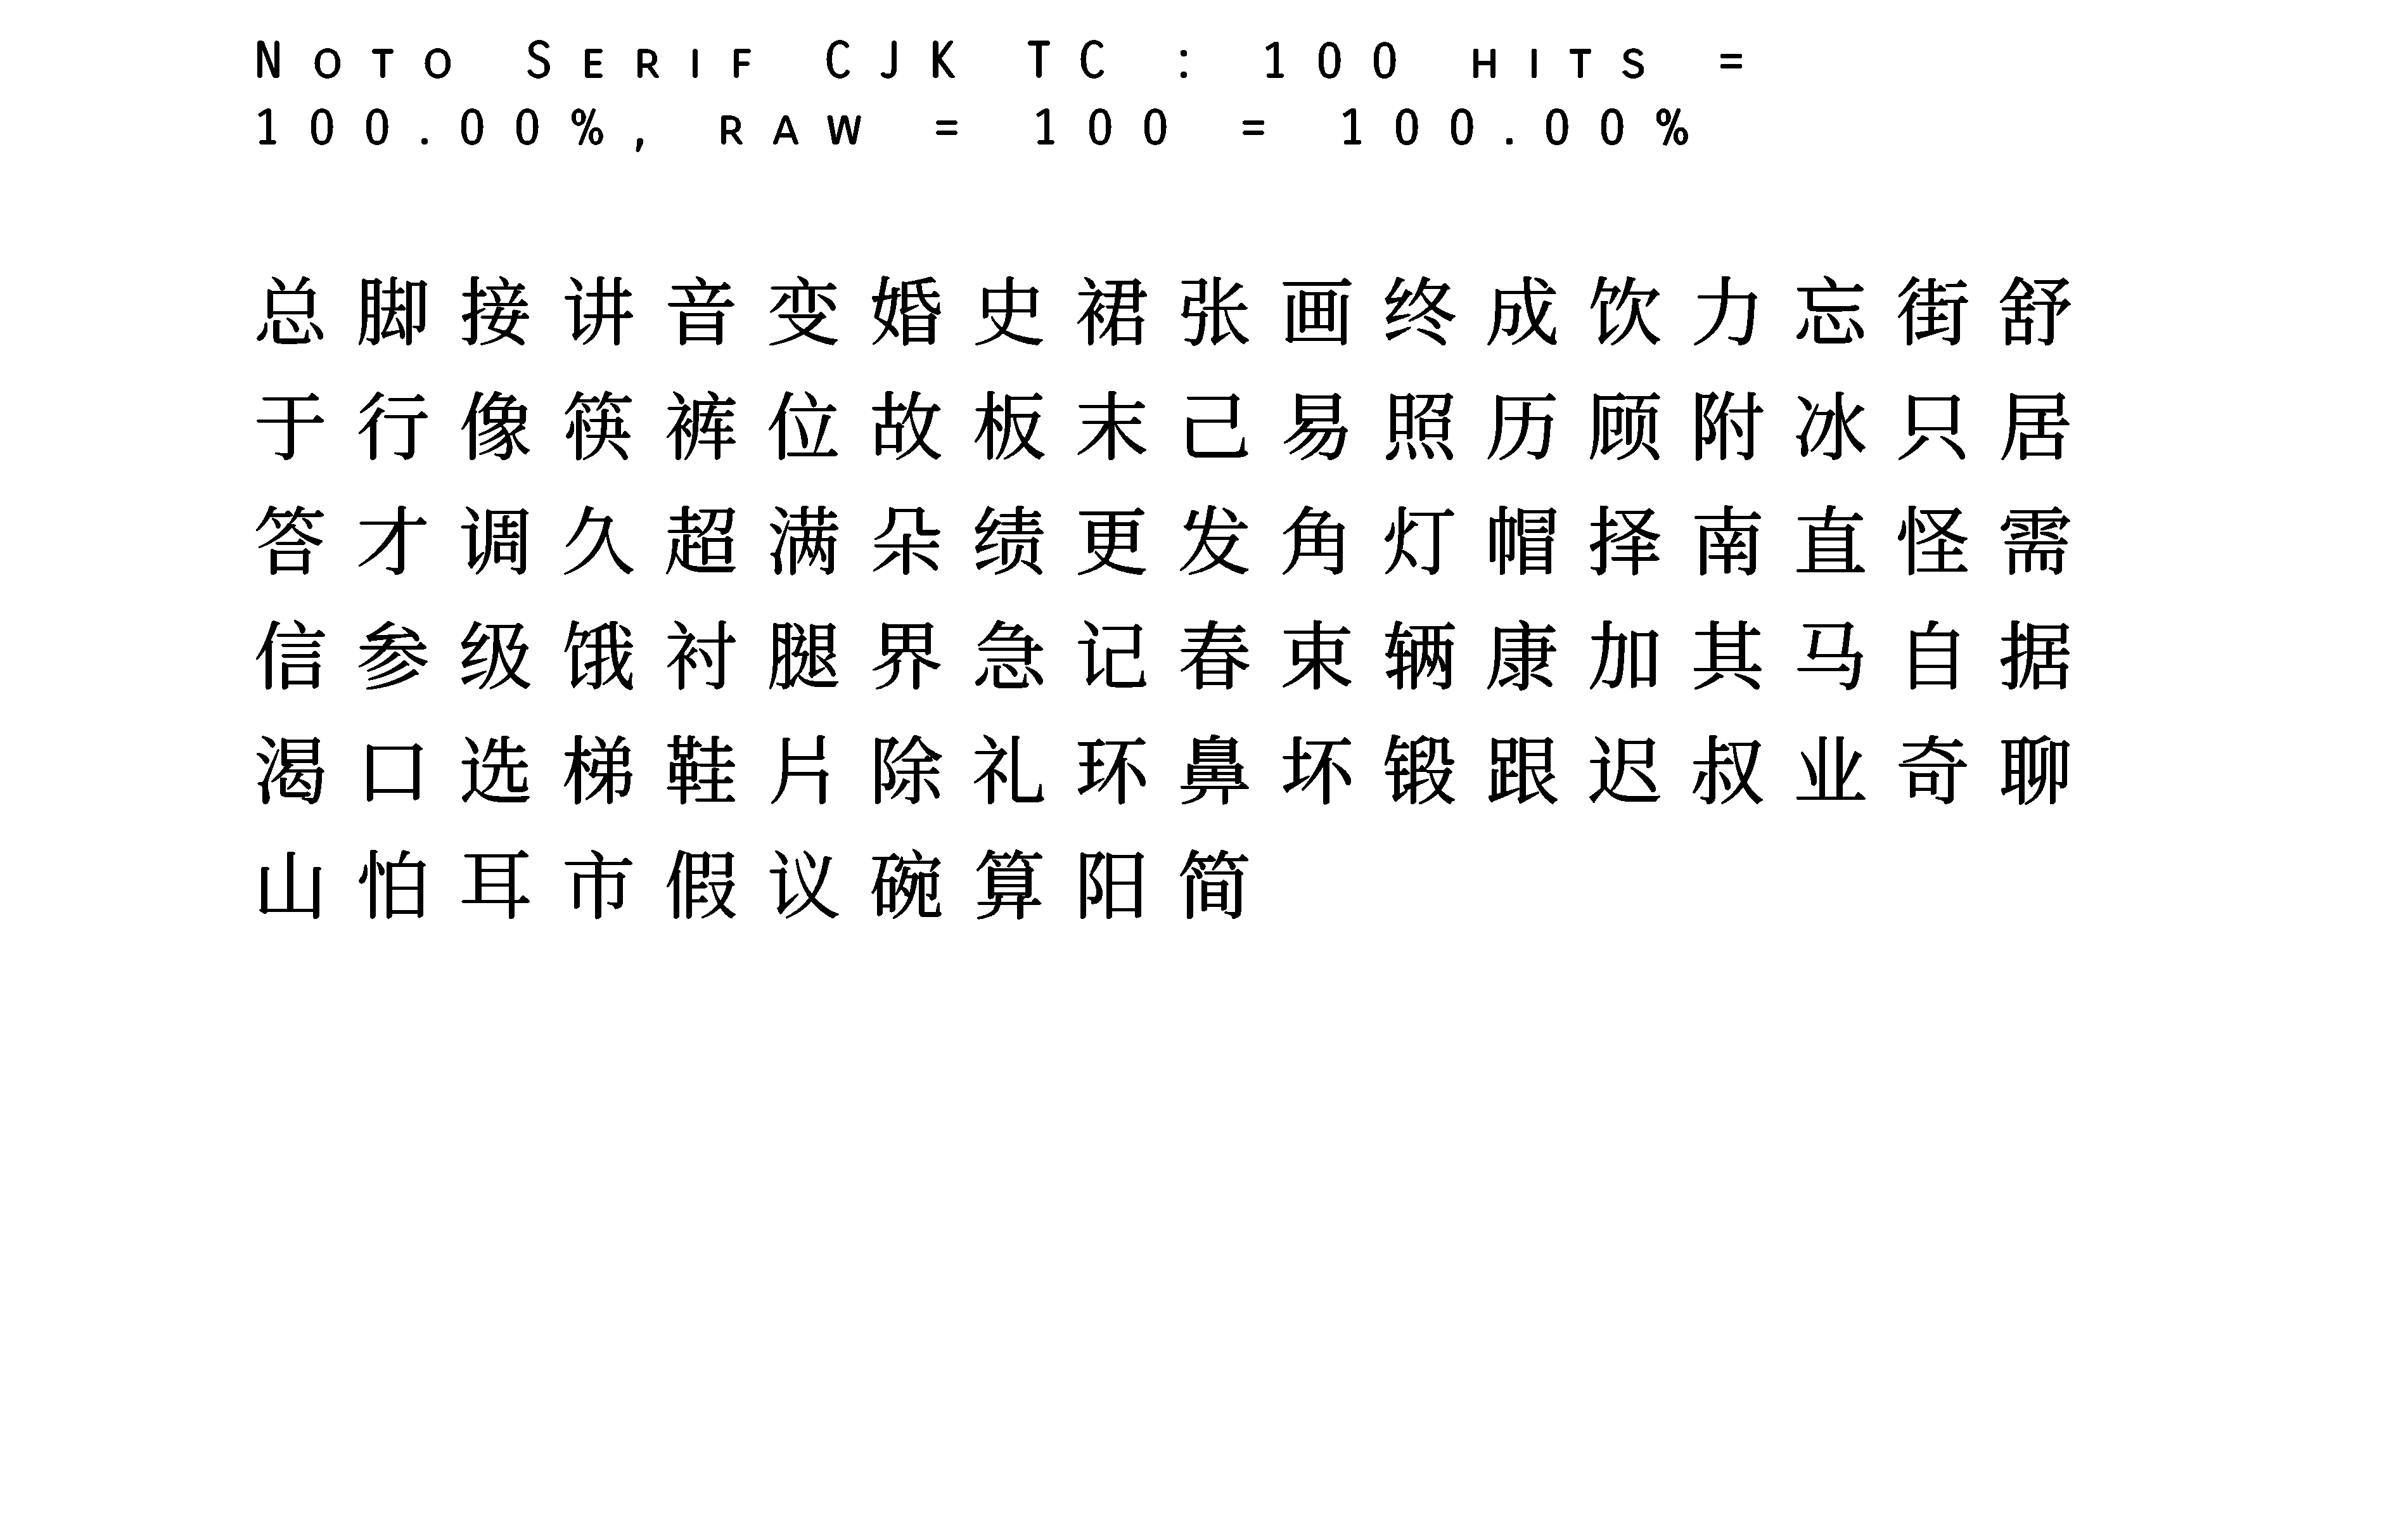 Noto Serif CJK TC : 100 hits =
100.00%, raw = 100 = 100.00%
总脚接讲音变婚史裙张画终成饮力忘街舒
于行像筷裤位故板末己易照历顾附冰只居
答才调久超满朵绩更发角灯帽择南直怪需
信参级饿衬腿界急记春束辆康加其马自据
渴口选梯鞋片除礼环鼻坏锻跟迟叔业奇聊
山怕耳市假议碗算阳简